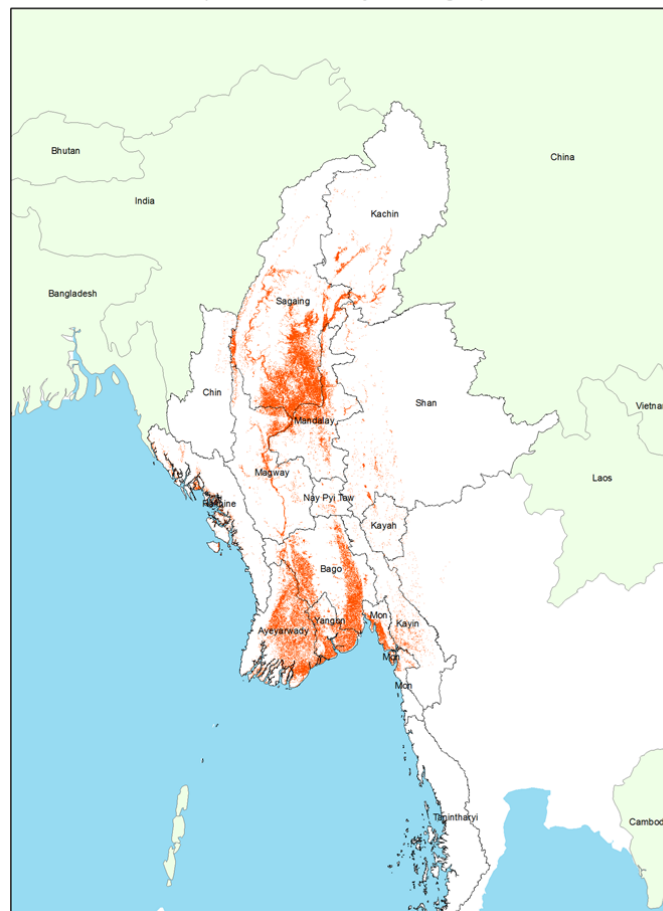 Bhutan
China
India
Kachin
Bangladesh
Sagaing
Chin
Shan
Vietnam
Mandalay
Magway
Laos
Nay Pyi Taw
Kayah
Bago
Mon
Yangon
Kayin
Ayeyarwady
Mon
Mon
Tanintharyi